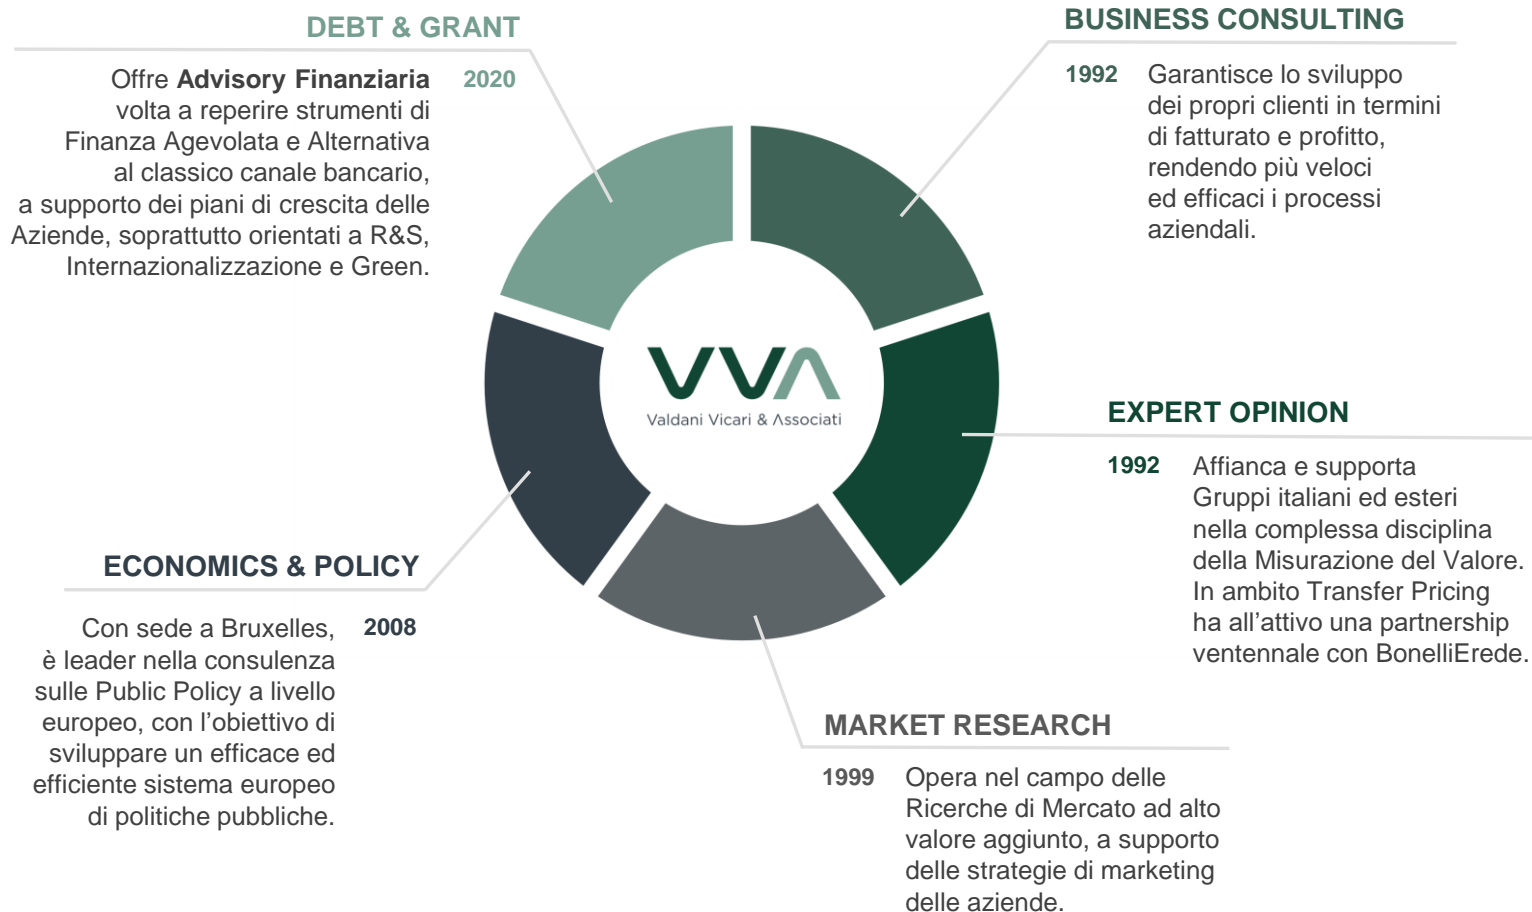 DEBT & GRANT
2020
Offre Advisory Finanziaria
volta a reperire strumenti di
Finanza Agevolata e Alternativa
al classico canale bancario,
a supporto dei piani di crescita delle
Aziende, soprattutto orientati a R&S,
Internazionalizzazione e Green.
BUSINESS CONSULTING
1992
Garantisce lo sviluppo
dei propri clienti in termini
di fatturato e profitto,
rendendo più veloci
ed efficaci i processi
aziendali.
VVA
Valdani Vicari & Associati
EXPERT OPINION
1992
Affianca e supporta
Gruppi italiani ed esteri
nella complessa disciplina
della Misurazione del Valore.
In ambito Transfer Pricing
ha all’attivo una partnership
ventennale con BonelliErede.
ECONOMICS & POLICY
2008
Con sede a Bruxelles,
è leader nella consulenza
sulle Public Policy a livello
europeo, con l’obiettivo di
sviluppare un efficace ed
efficiente sistema europeo
di politiche pubbliche.
MARKET RESEARCH
1999
Opera nel campo delle
Ricerche di Mercato ad alto
valore aggiunto, a supporto
delle strategie di marketing
delle aziende.